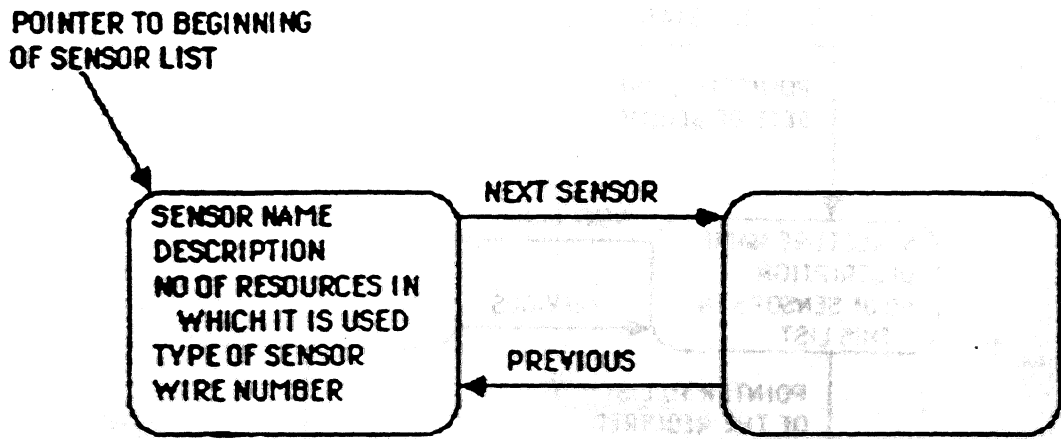 POINTER TO BEGINNING
OF SENSOR LIST
NEXT SENSOR
SENSOR NAME
DESCRIPTION
NO OF RESOURCES IN
WHICH IT IS USED
TYPE OF SENSOR
WIRE NUMBER
PREVIOUS